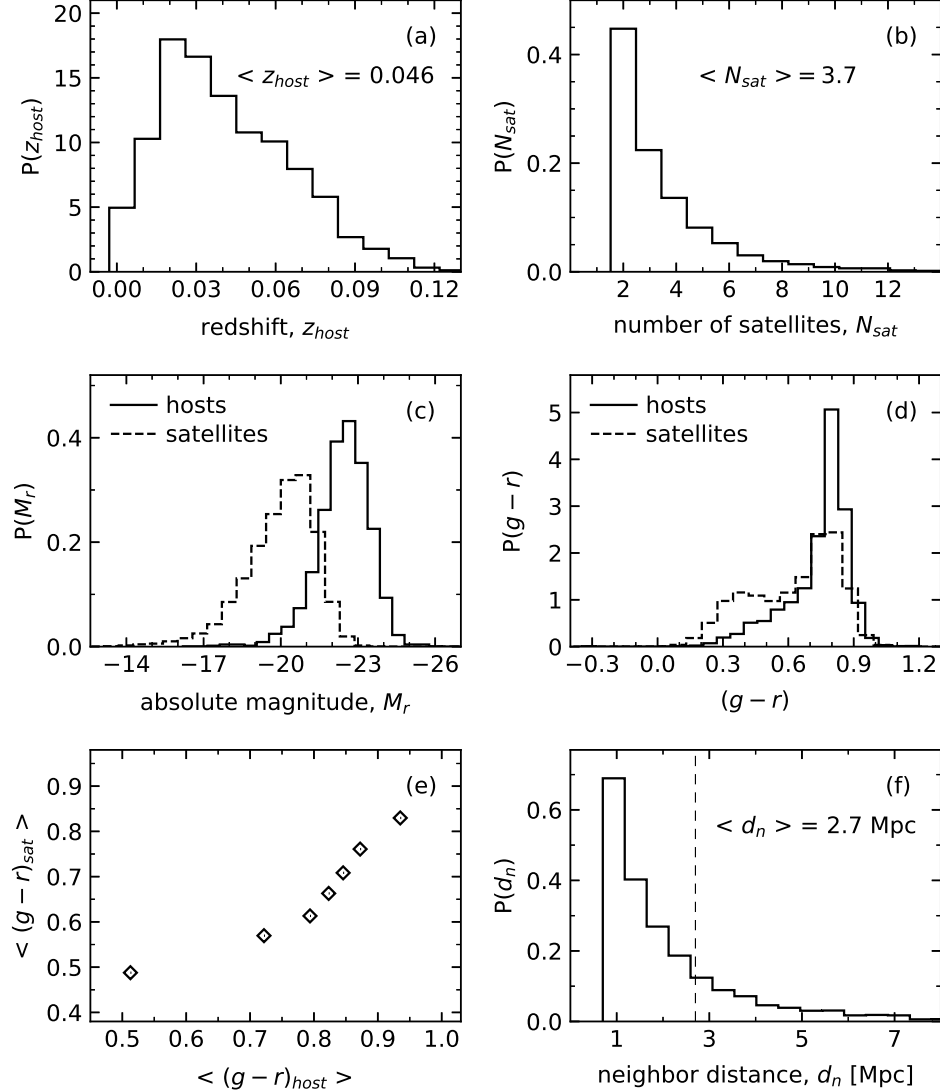 20
15
10
5
0
0.00
0.03
0.06
0.09
0.12
P(z_host)
redshift, z_host
(a)
< z_host > = 0.046
0.4
0.2
0.0
2
4
6
8
10
12
P(N_sat)
number of satellites, N_sat
(b)
< N_sat > = 3.7
hosts
satellites
(c)
0.4
0.2
0.0
−14
−17
−20
−23
−26
P(M_r)
absolute magnitude, M_r
hosts
satellites
(d)
5
4
3
2
1
0
−0.3
0.0
0.3
0.6
0.9
1.2
P(g − r)
(g − r)
(e)
0.9
0.8
0.7
0.6
0.5
0.4
0.5
0.6
0.7
0.8
0.9
1.0
< (g − r)_sat >
< (g − r)_host >
(f)
< d_n > = 2.7 Mpc
0.6
0.4
0.2
0.0
1
3
5
7
P(d_n)
neighbor distance, d_n [Mpc]